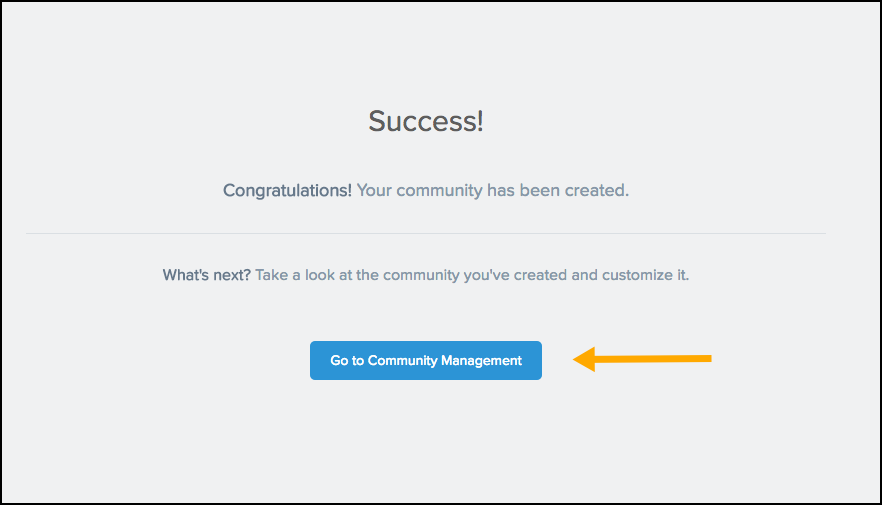 Success!
Congratulations! Your community has been created.
What's next? Take a look at the community you've created and customize it.
Go to Community Management